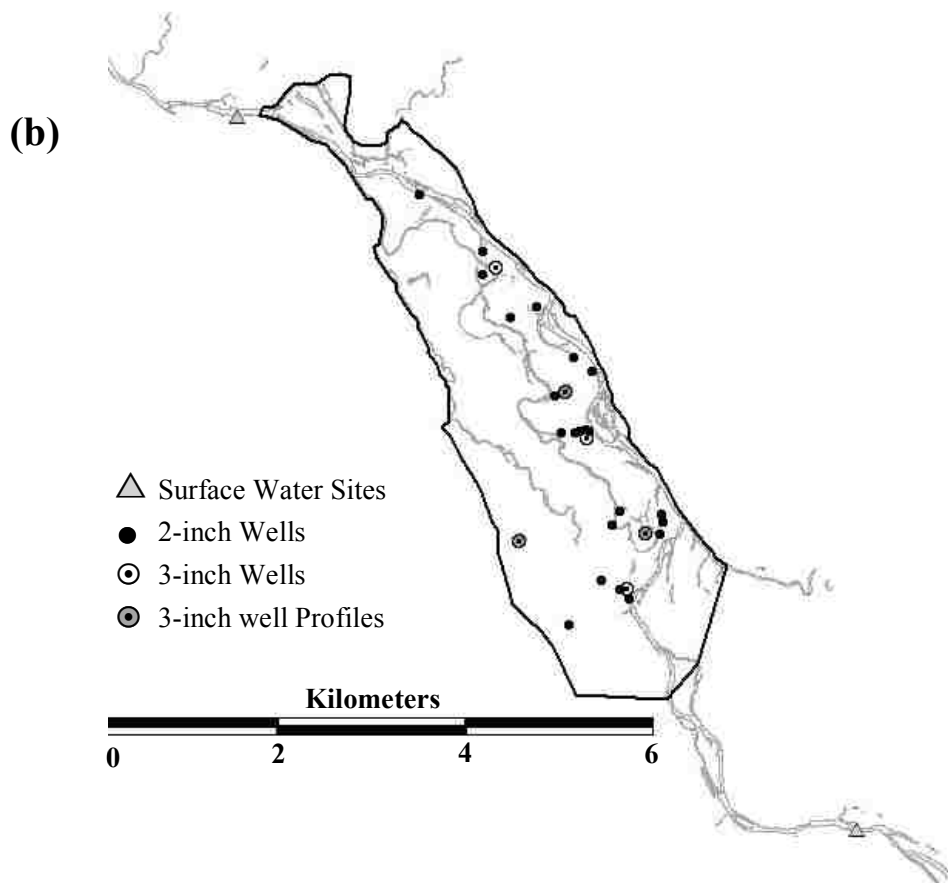 (b)
Surface Water Sites
2-inch Wells
3-inch Wells
3-inch well Profiles
Kilometers
0 2 4 6